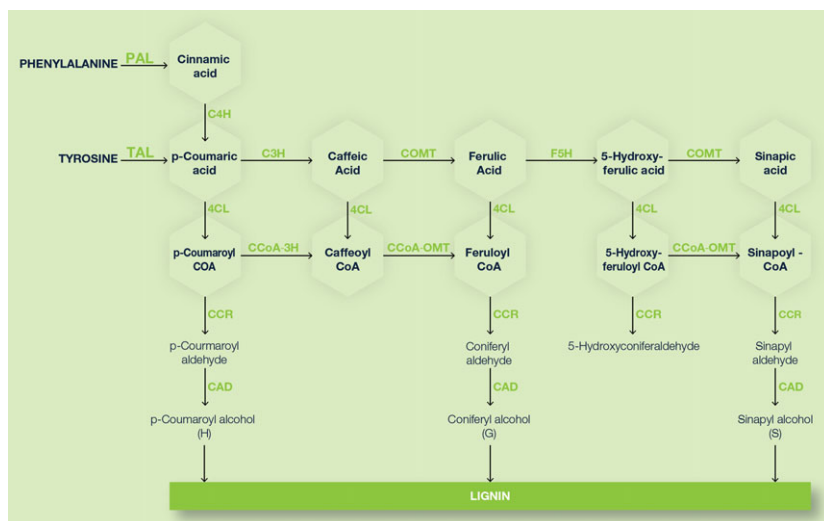 PHENYLALANINE
PAL
Cinnamic
acid
C4H
TYROSINE
TAL
p-Coumaric
acid
C3H
Caffeic
Acid
COMT
Ferulic
Acid
F5H
5-Hydroxy-
ferulic acid
COMT
Sinapic
acid
4CL
4CL
4CL
4CL
4CL
p-Coumaroyl
COA
CCoA-3H
Caffeoyl
CoA
CCoA-OMT
Feruloyl
CoA
5-Hydroxy-
feruloyl CoA
CCoA-OMT
Sinapoyl -
CoA
CCR
CCR
CCR
CCR
p-Courmaroyl
aldehyde
Coniferyl
aldehyde
5-Hydroxyconiferaldehyde
Sinapyl
aldehyde
CAD
CAD
CAD
p-Coumaroyl alcohol
(H)
Coniferyl alcohol
(G)
Sinapyl alcohol
(S)
LIGNIN